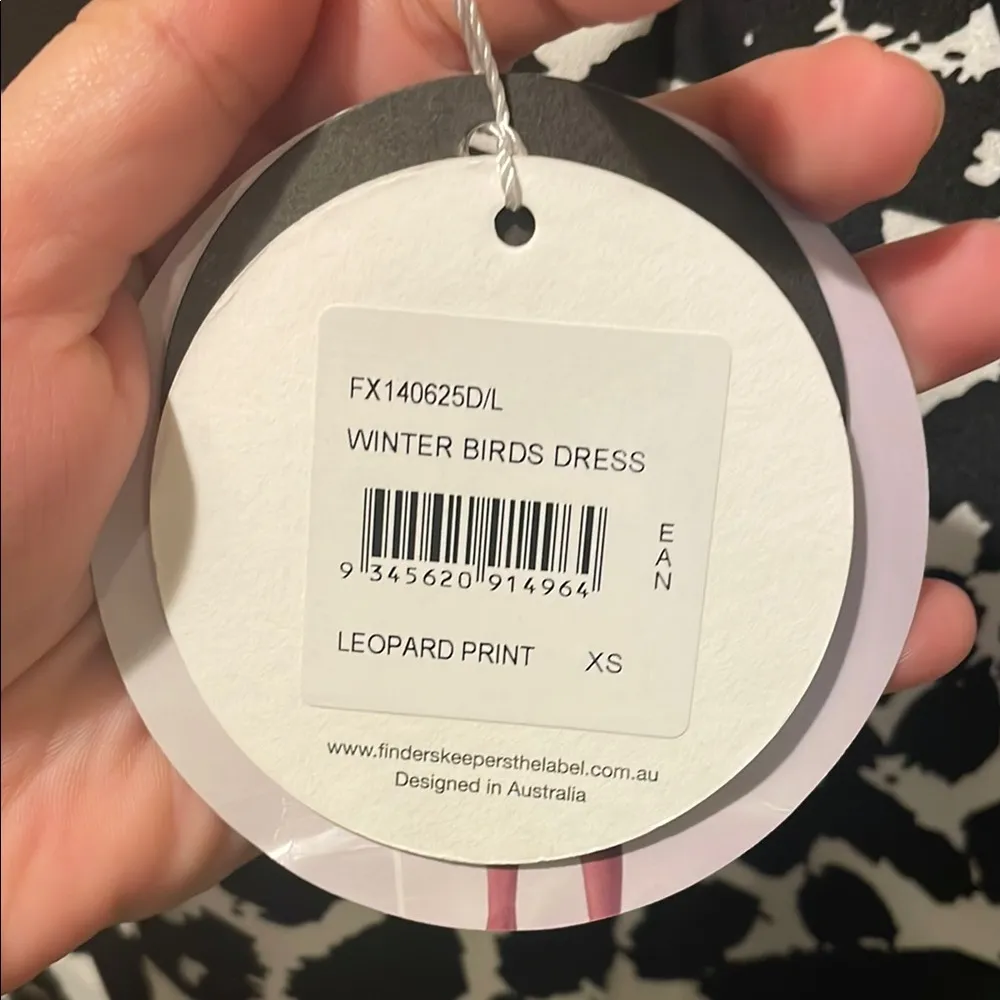 FX140625D/L
WINTER BIRDS DRESS
9 345620 914964
EAN
LEOPARD PRINT XS
www.finderskeepersthelabel.com.au
Designed in Australia